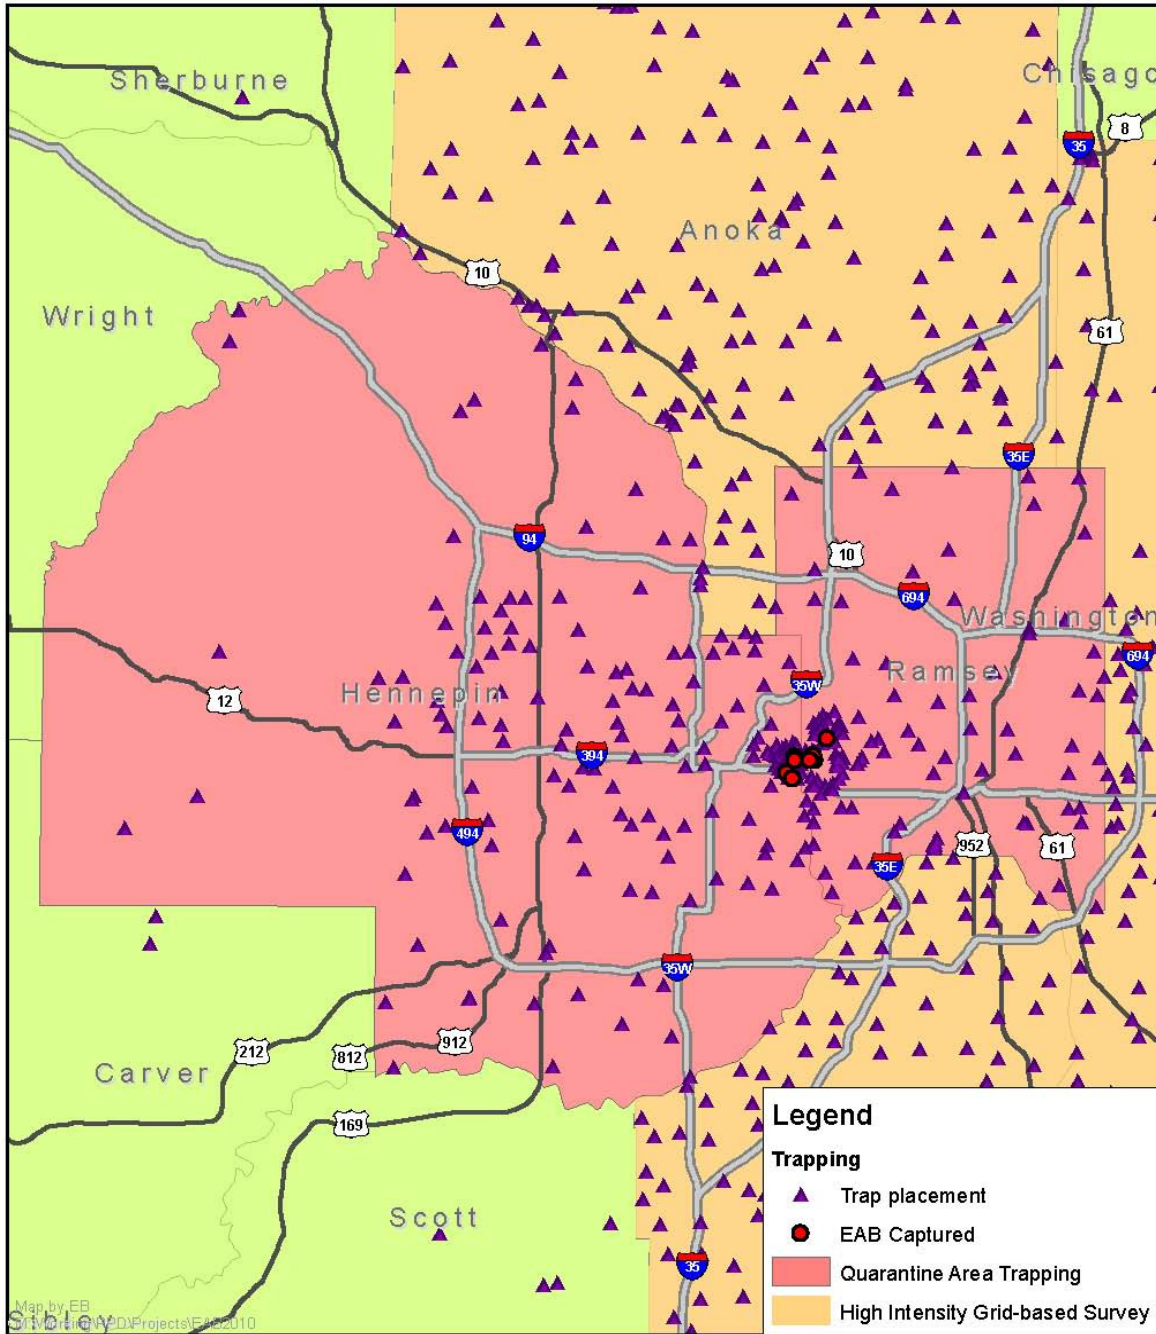 Sherburne
Chisago
8
35
Anoka
10
Wright
61
35E
94
10
694
Washington
694
Ramsey
Hennepin
35W
12
394
494
952
61
35E
35W
912
212
812
Carver
169
Scott
35
Legend
Trapping
Trap placement
EAB Captured
Quarantine Area Trapping
High Intensity Grid-based Survey
Map by EB
Sibley